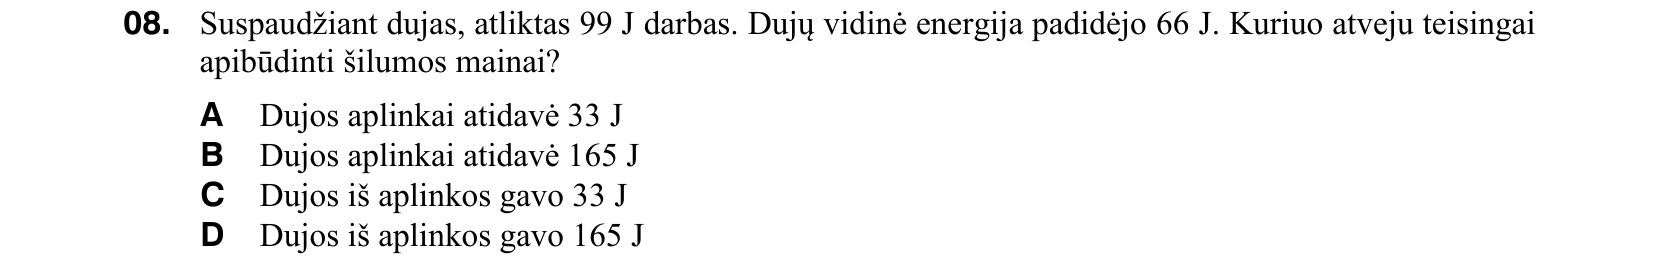 08. Suspaudžiant dujas, atliktas 99 J darbas. Dujų vidinė energija padidėjo 66 J. Kuriuo atveju teisingai
apibūdinti šilumos mainai?
A Dujos aplinkai atidavė 33 J
B Dujos aplinkai atidavė 165 J
C Dujos iš aplinkos gavo 33 J
D Dujos iš aplinkos gavo 165 J